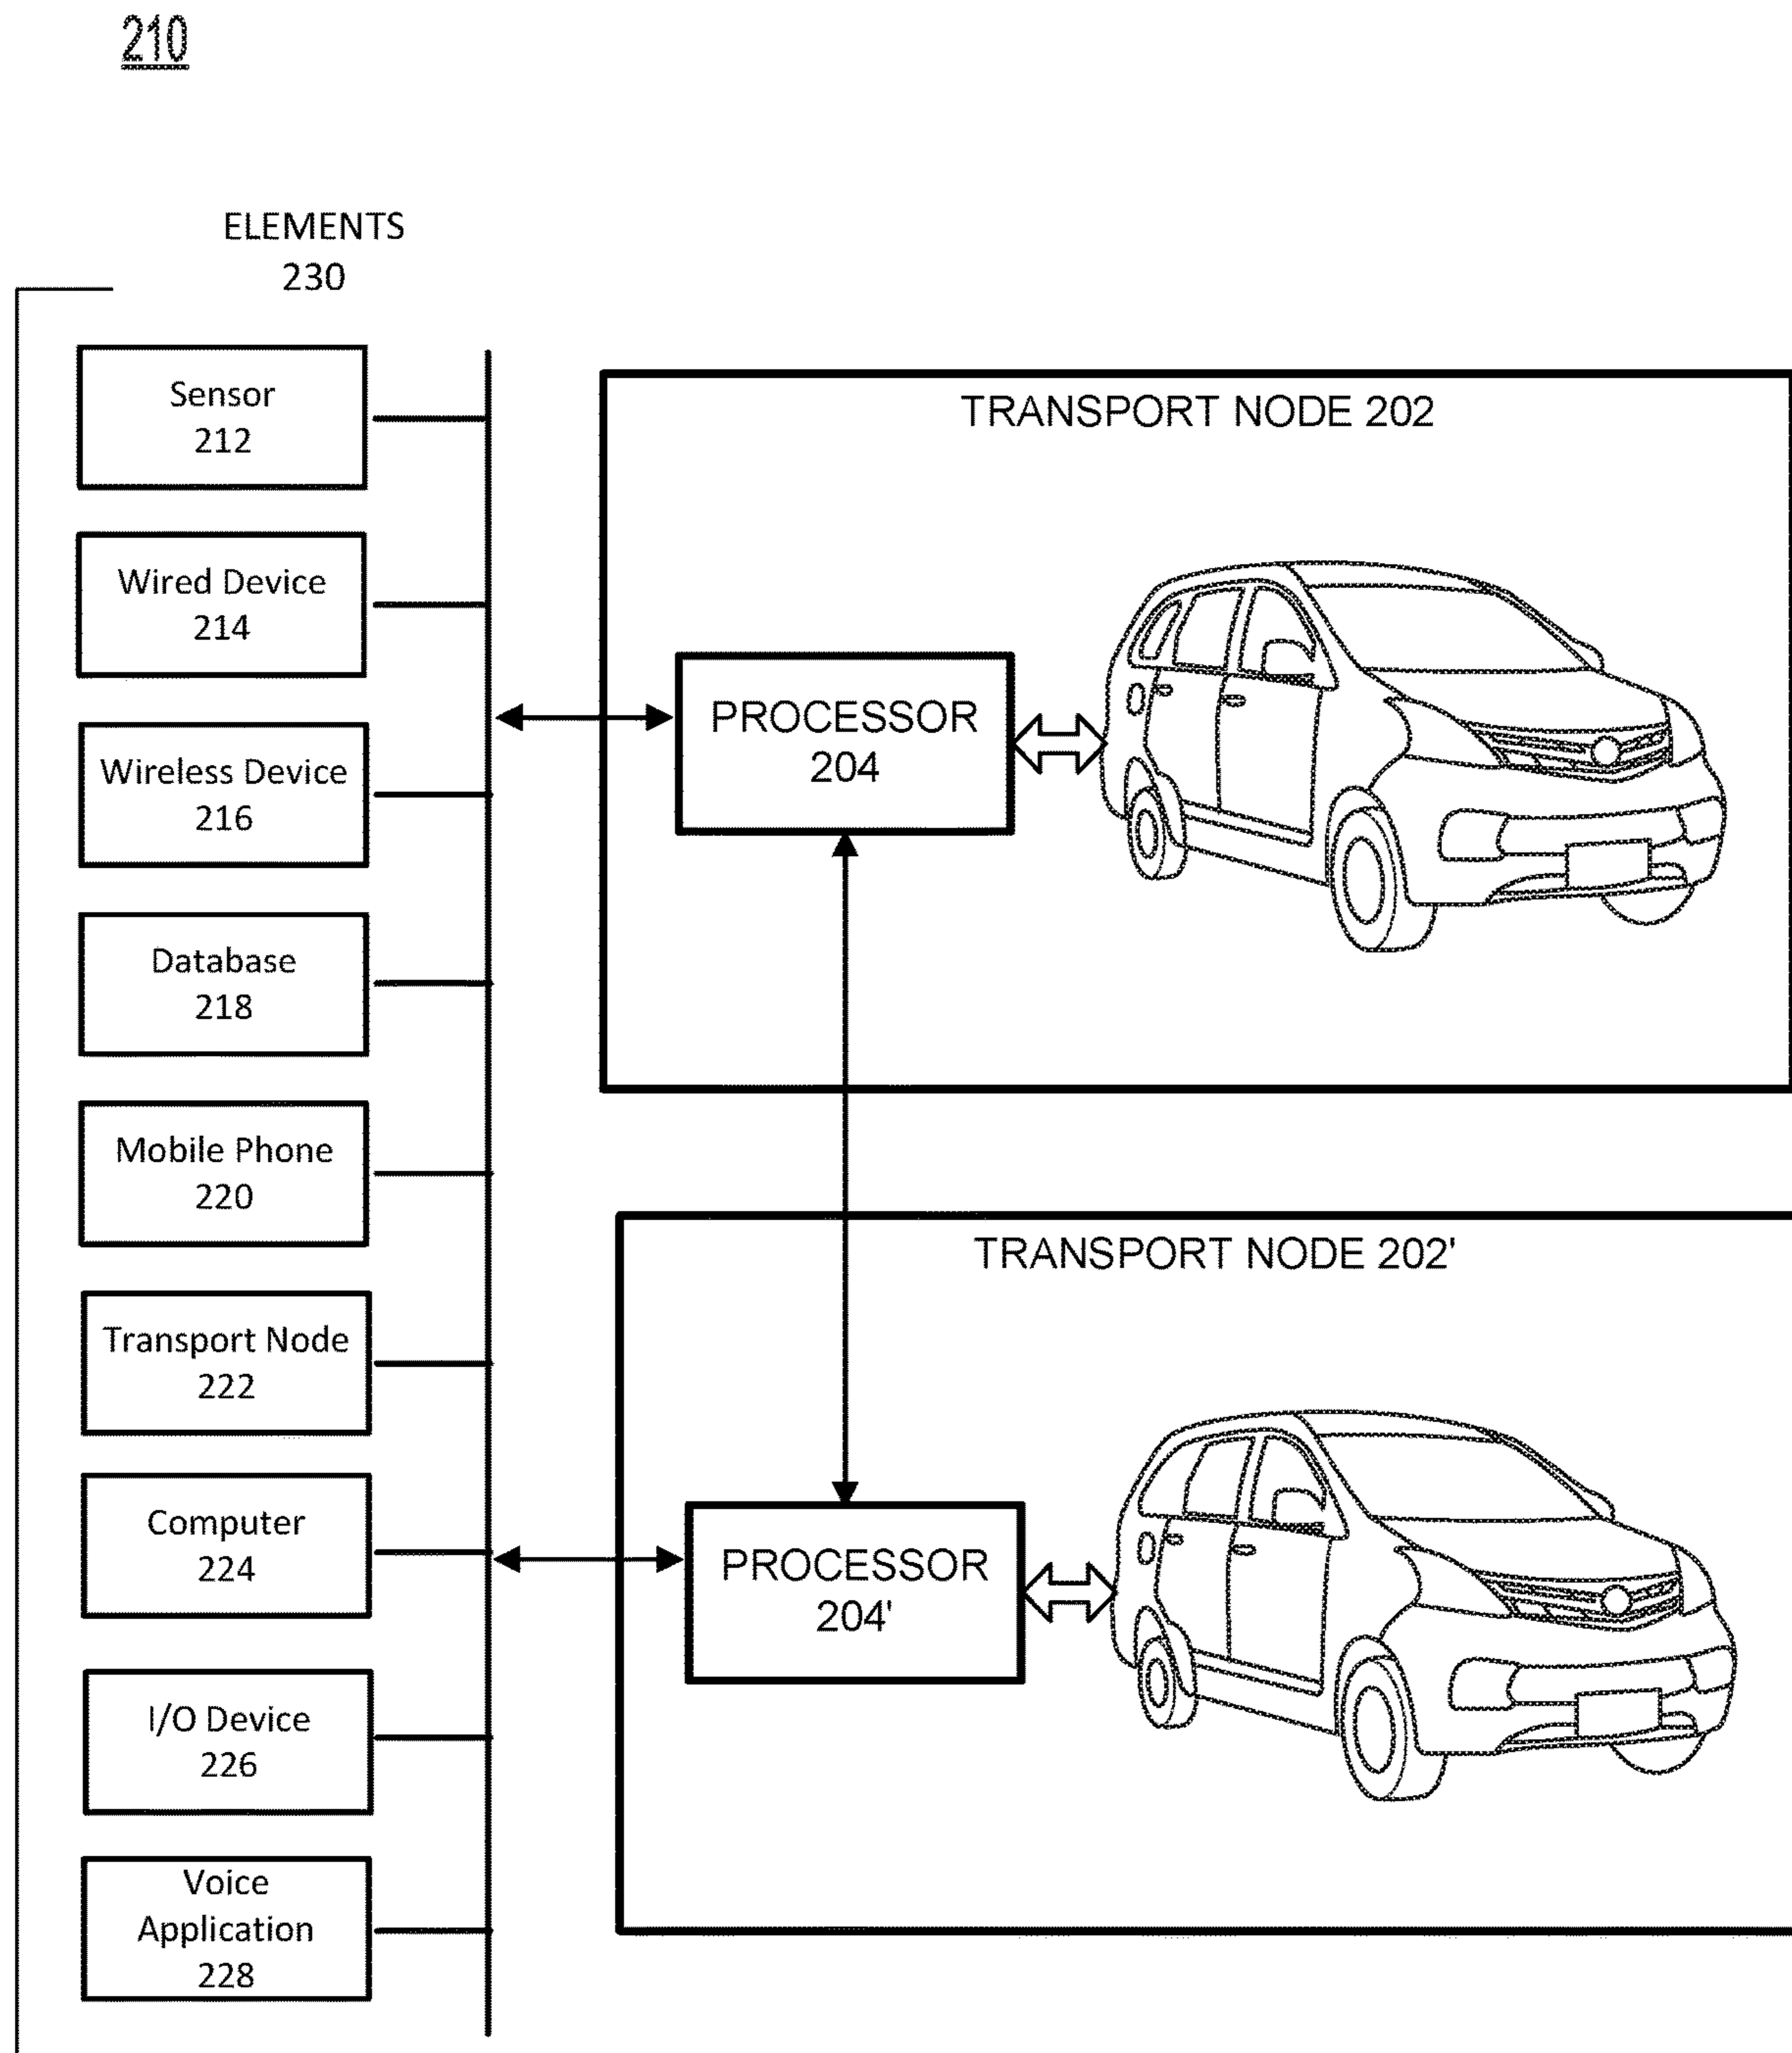 210
ELEMENTS
230
Sensor
212
Wired Device
214
Wireless Device
216
Database
218
Mobile Phone
220
Transport Node
222
Computer
224
I/O Device
226
Voice
Application
228
TRANSPORT NODE 202
PROCESSOR
204
TRANSPORT NODE 202'
PROCESSOR
204'